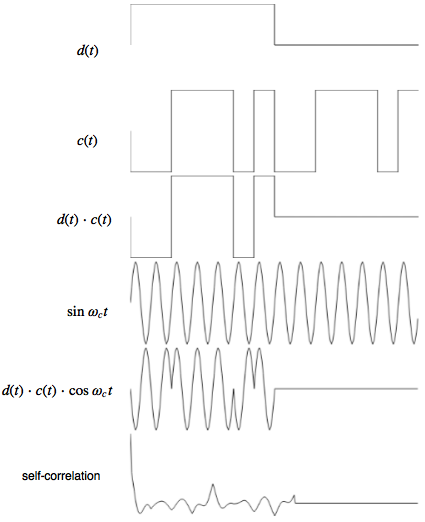 d(t)
c(t)
d(t) · c(t)
sin ω_c t
d(t) · c(t) · cos ω_c t
self-correlation